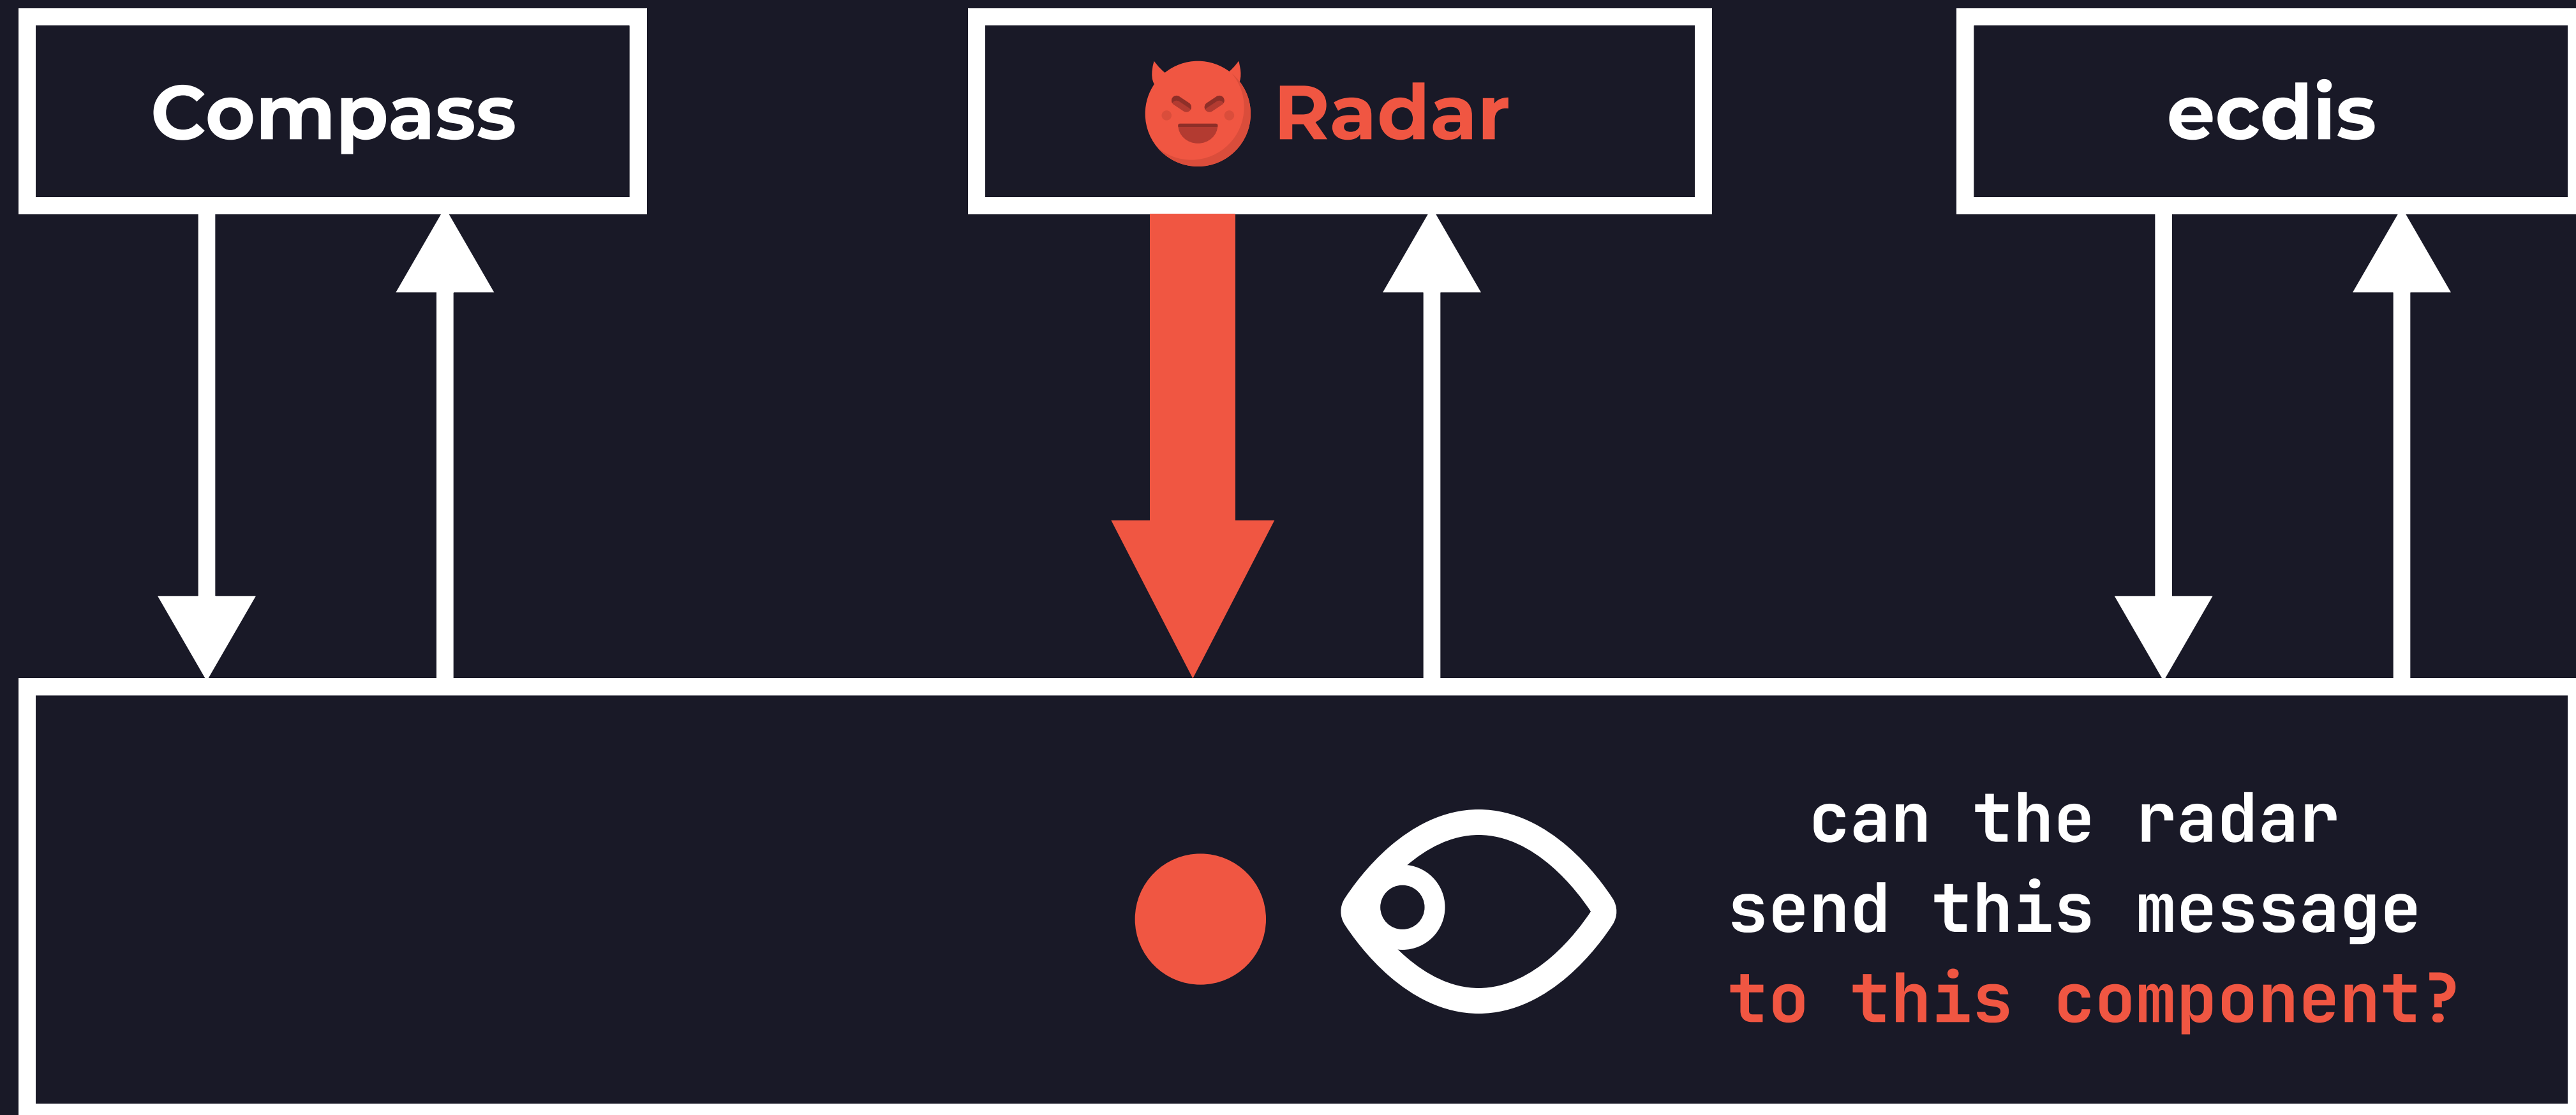 Compass
Radar
ecdis
can the radar
send this message
to this component?